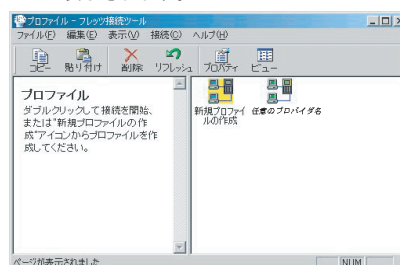 プロファイル - フレッツ接続ツール
ファイル(F) 編集(E) 表示(V) 接続(C) ヘルプ(H)
コピー 貼り付け 削除 リフレッシュ プロパティ ビュー
プロファイル
ダブルクリックして接続を開始、
または"新規プロファイルの作
成"アイコンからプロファイルを作
成してください。
新規プロファイ
ルの作成
任意のプロバイダ名
ページが表示されました
NUM